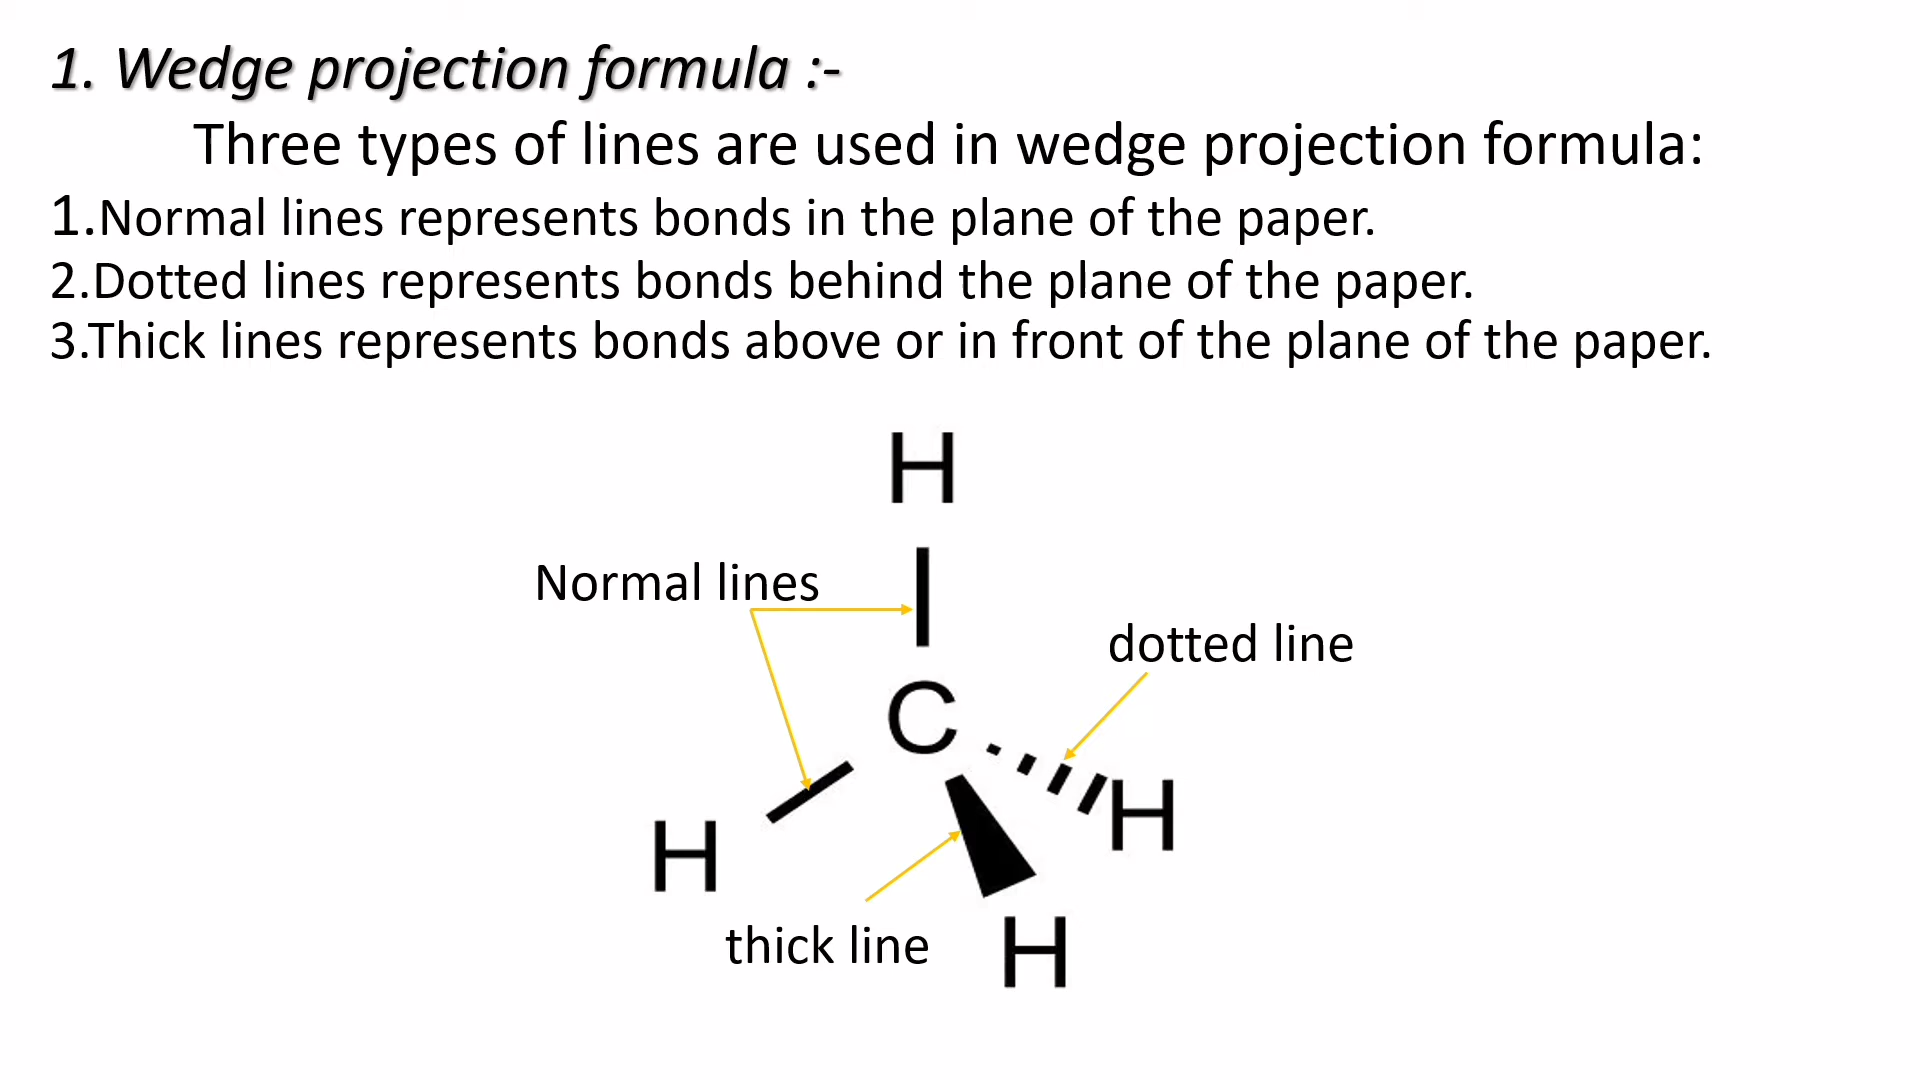 1. Wedge projection formula :-
Three types of lines are used in wedge projection formula:
1.Normal lines represents bonds in the plane of the paper.
2.Dotted lines represents bonds behind the plane of the paper.
3.Thick lines represents bonds above or in front of the plane of the paper.
H
Normal lines
dotted line
C
H
H
thick line
H